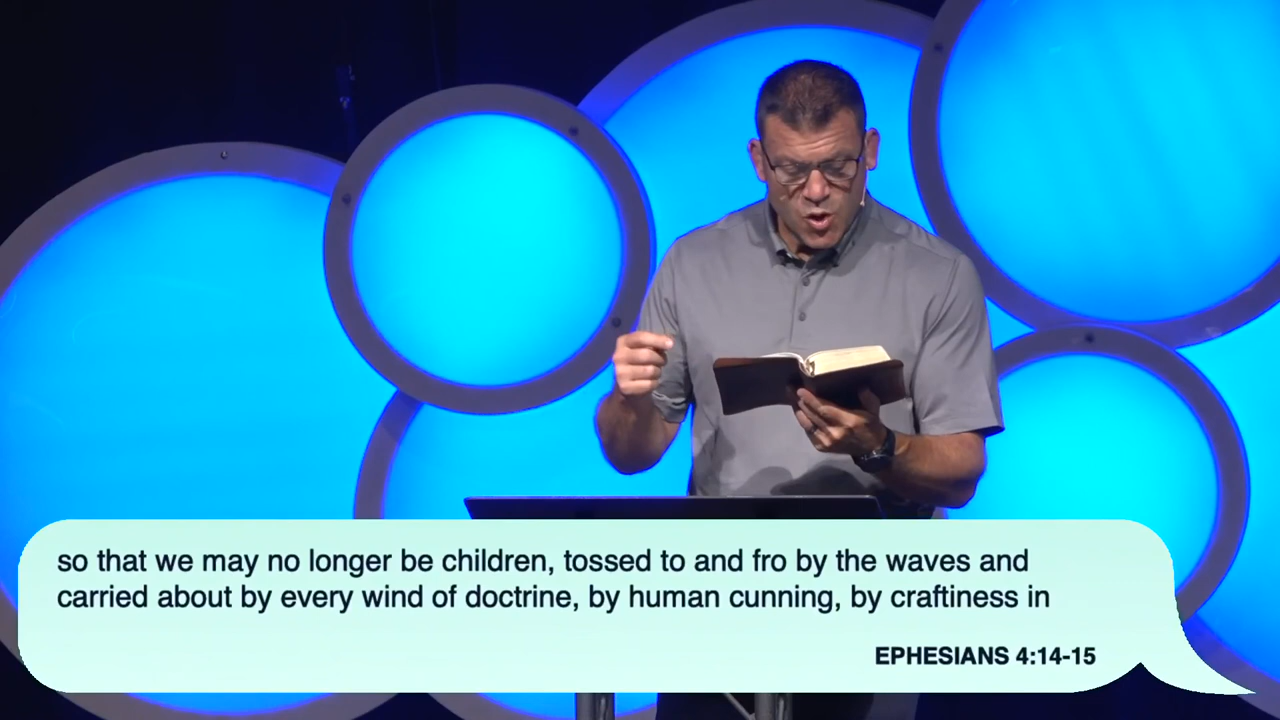 so that we may no longer be children, tossed to and fro by the waves and
carried about by every wind of doctrine, by human cunning, by craftiness in
EPHESIANS 4:14-15